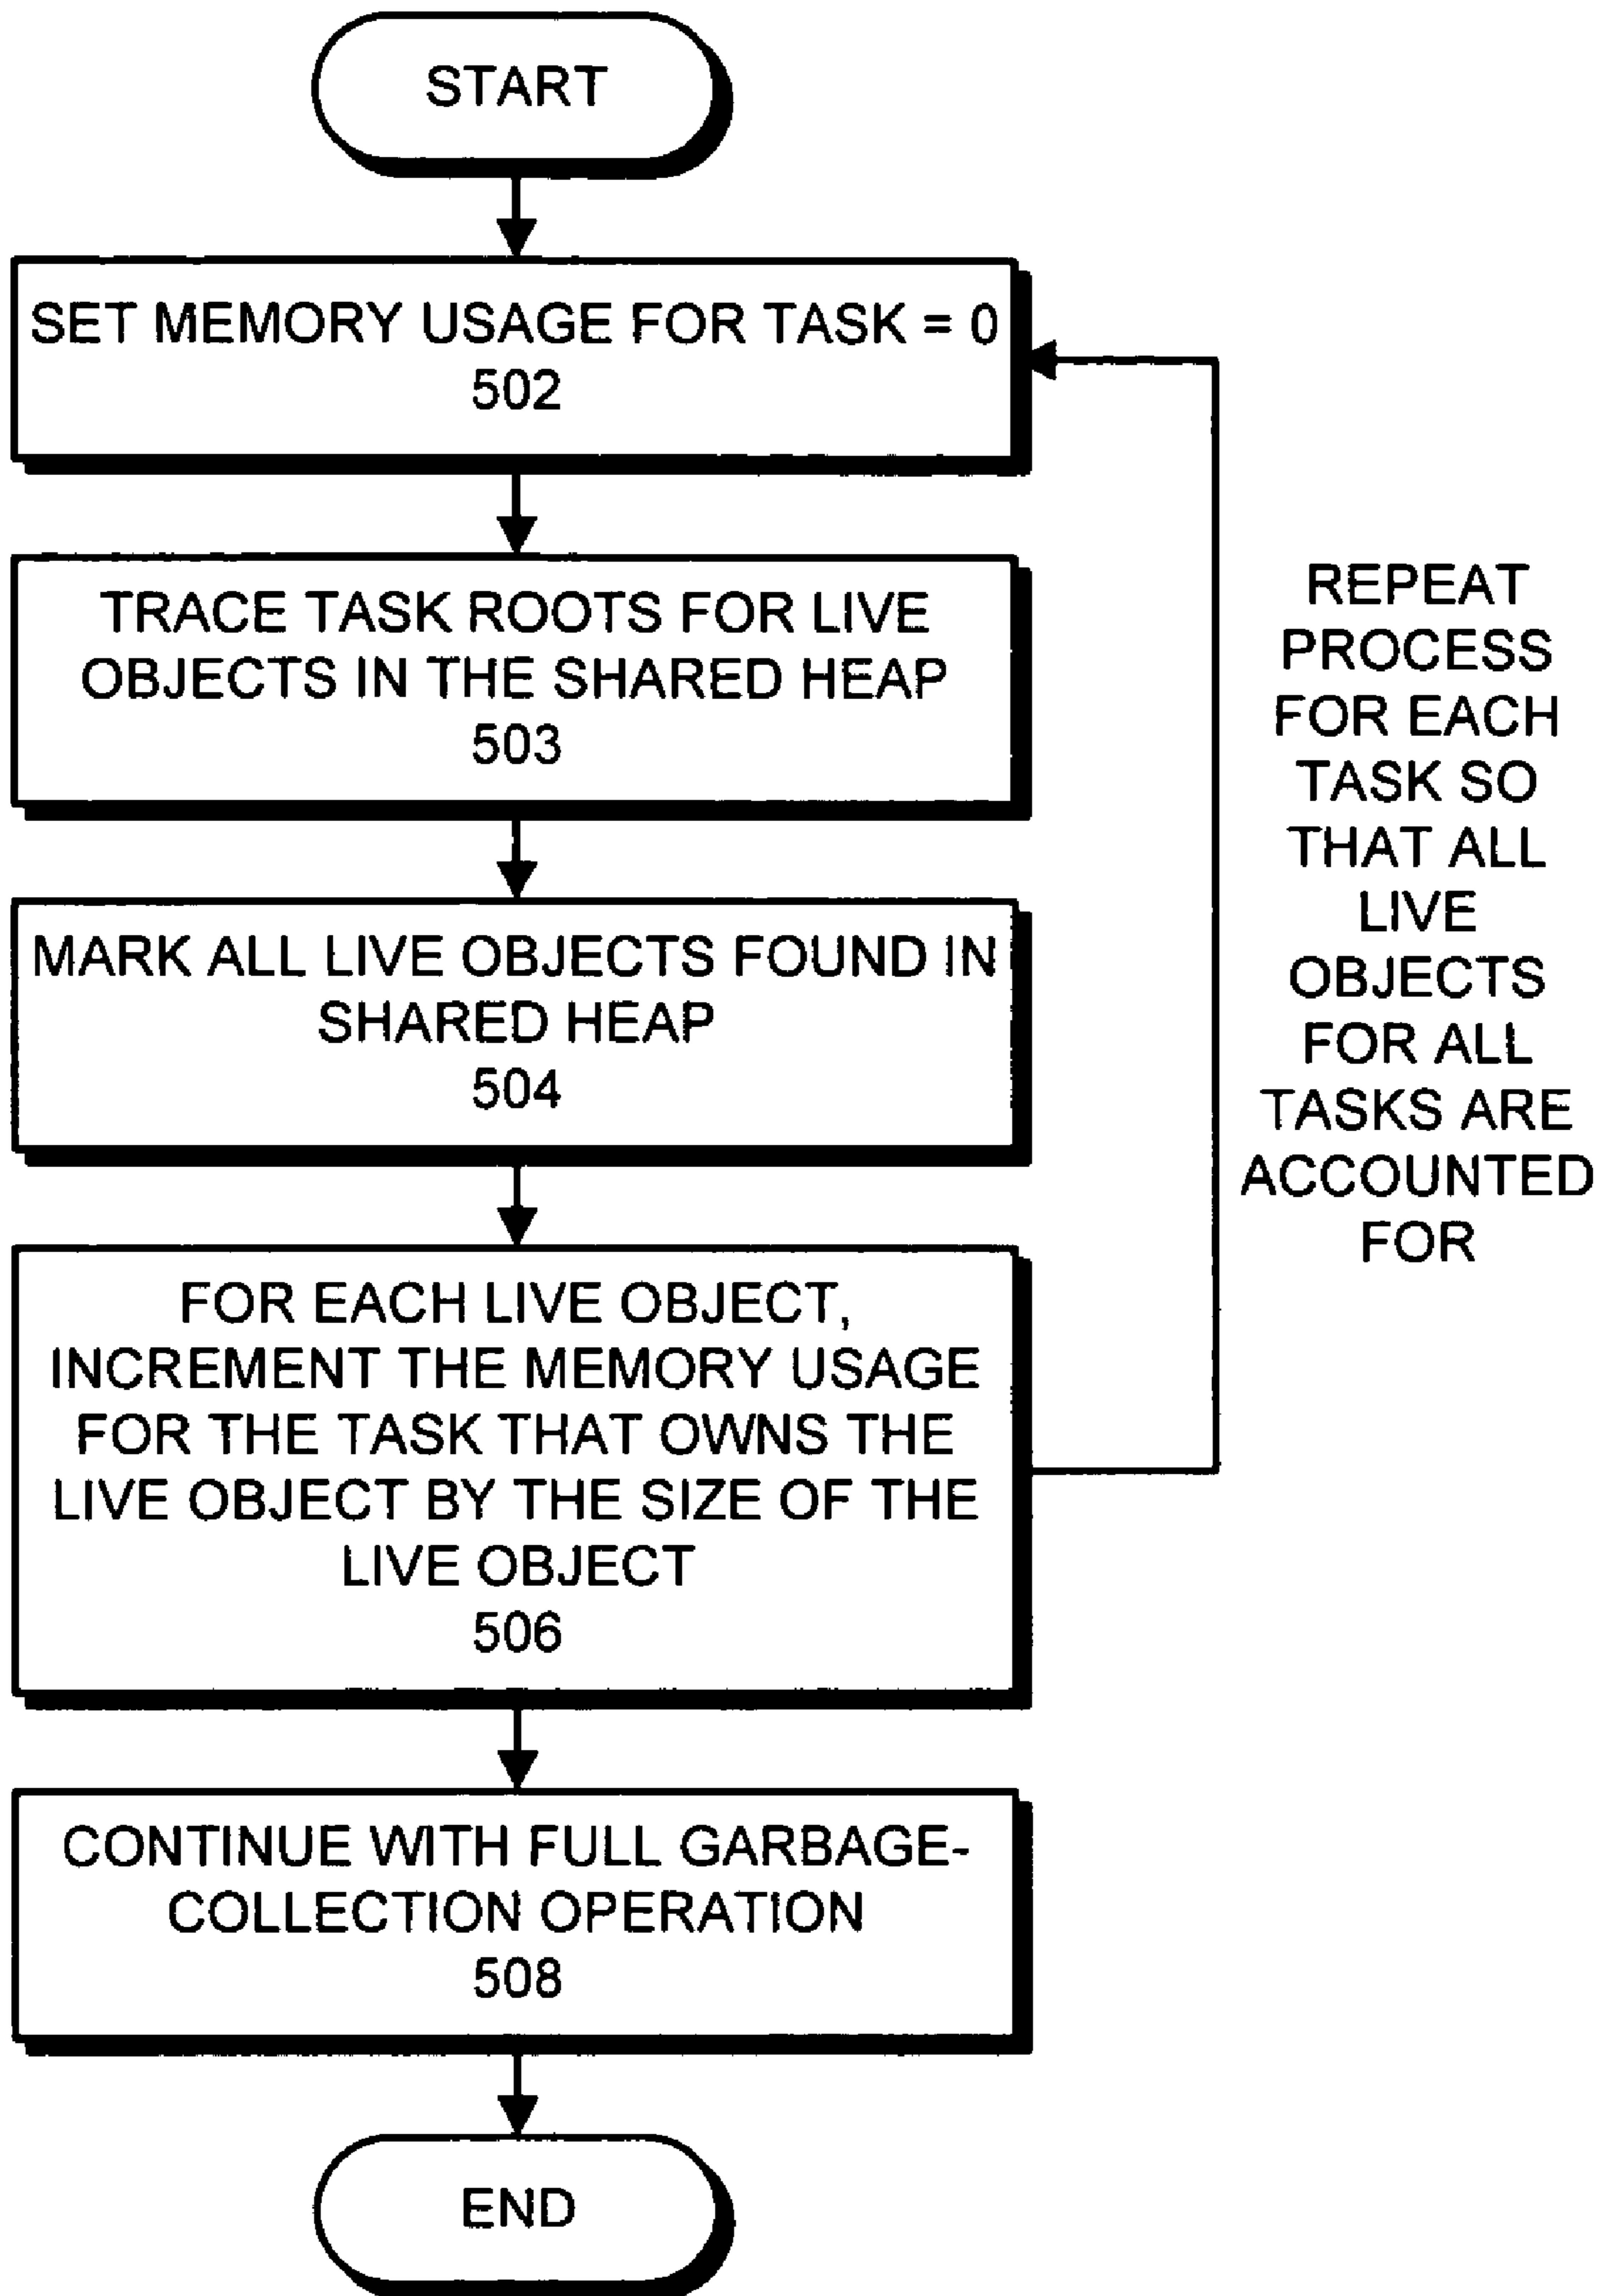 START
SET MEMORY USAGE FOR TASK = 0
502
TRACE TASK ROOTS FOR LIVE
OBJECTS IN THE SHARED HEAP
503
MARK ALL LIVE OBJECTS FOUND IN
SHARED HEAP
504
FOR EACH LIVE OBJECT,
INCREMENT THE MEMORY USAGE
FOR THE TASK THAT OWNS THE
LIVE OBJECT BY THE SIZE OF THE
LIVE OBJECT
506
REPEAT
PROCESS
FOR EACH
TASK SO
THAT ALL
LIVE
OBJECTS
FOR ALL
TASKS ARE
ACCOUNTED
FOR
CONTINUE WITH FULL GARBAGE-
COLLECTION OPERATION
508
END